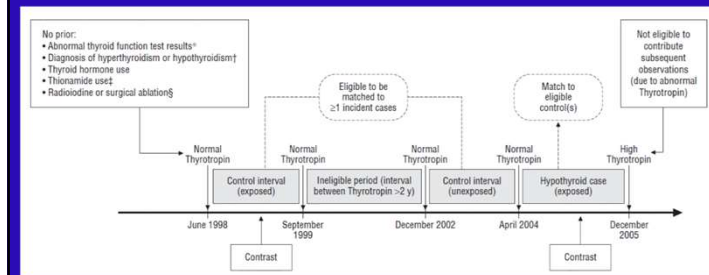 No prior:
• Abnormal thyroid function test results*
• Diagnosis of hyperthyroidism or hypothyroidism†
• Thyroid hormone use
• Thionamide use‡
• Radioiodine or surgical ablation§
Eligible to be
matched to
≥1 incident cases
Match to
eligible
control(s)
Not eligible to
contribute
subsequent
observations
(due to abnormal
Thyrotropin)
Normal
Thyrotropin
Normal
Thyrotropin
Normal
Thyrotropin
Normal
Thyrotropin
High
Thyrotropin
Control interval
(exposed)
Ineligible period (interval
between Thyrotropin >2 y)
Control interval
(unexposed)
Hypothyroid case
(exposed)
June 1998
September
1999
December 2002
April 2004
December
2005
Contrast
Contrast